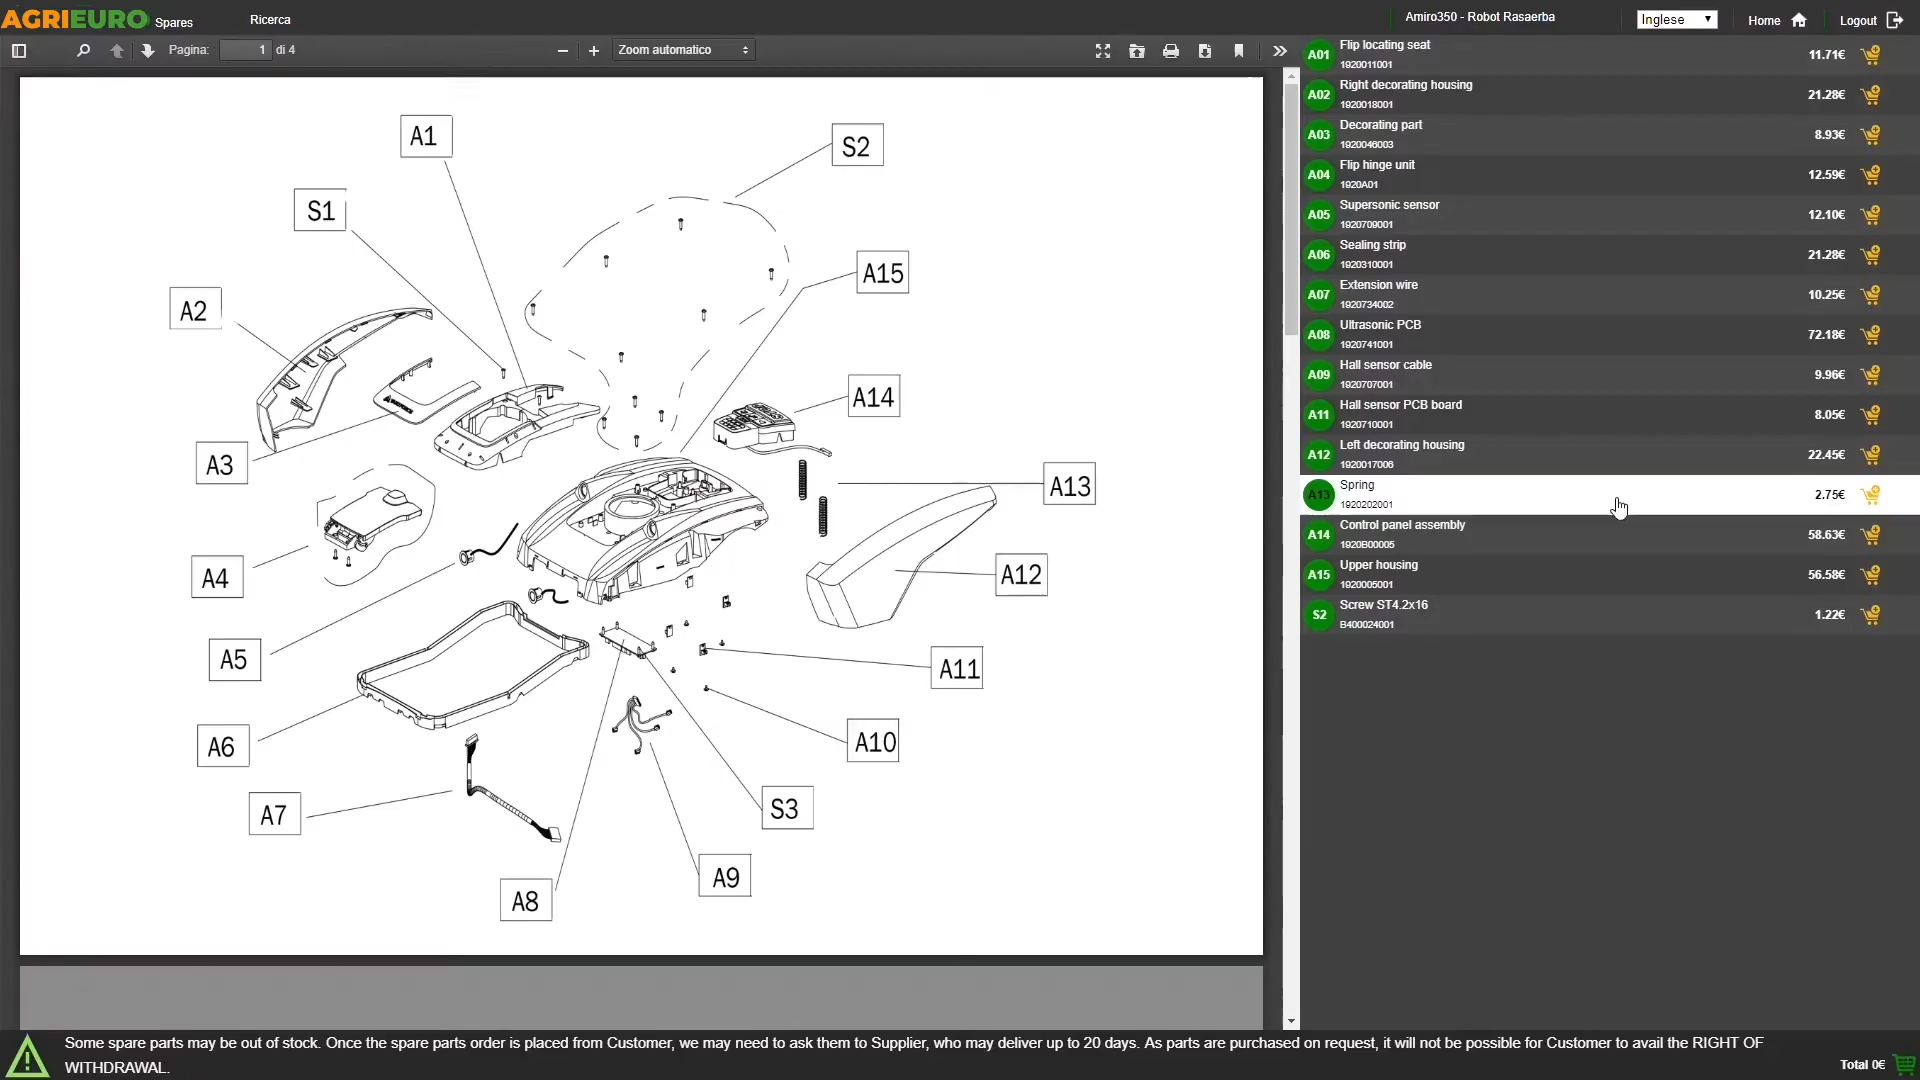 AGRIEURO Spares
Ricerca
Amiro350 - Robot Rasaerba
Inglese
Home
Logout
Pagina: 1 di 4
Zoom automatico
A1
S2
S1
A15
A2
A14
A3
A13
A4
A12
A5
A11
A6
A10
A7
S3
A9
A8
A01 Flip locating seat 11.71€
1920011001
A02 Right decorating housing 21.28€
1920018001
A03 Decorating part 8.93€
1920046003
A04 Flip hinge unit 12.59€
1920A01
A05 Supersonic sensor 12.10€
1920709001
A06 Sealing strip 21.28€
1920310001
A07 Extension wire 10.25€
1920734002
A08 Ultrasonic PCB 72.18€
1920741001
A09 Hall sensor cable 9.96€
1920707001
A11 Hall sensor PCB board 8.05€
1920710001
A12 Left decorating housing 22.45€
1920017006
A13 Spring 2.75€
1920202001
A14 Control panel assembly 58.63€
1920B00005
A15 Upper housing 56.58€
1920005001
S2 Screw ST4.2x16 1.22€
B400024001
Some spare parts may be out of stock. Once the spare parts order is placed from Customer, we may need to ask them to Supplier, who may deliver up to 20 days. As parts are purchased on request, it will not be possible for Customer to avail the RIGHT OF
WITHDRAWAL.
Total 0€